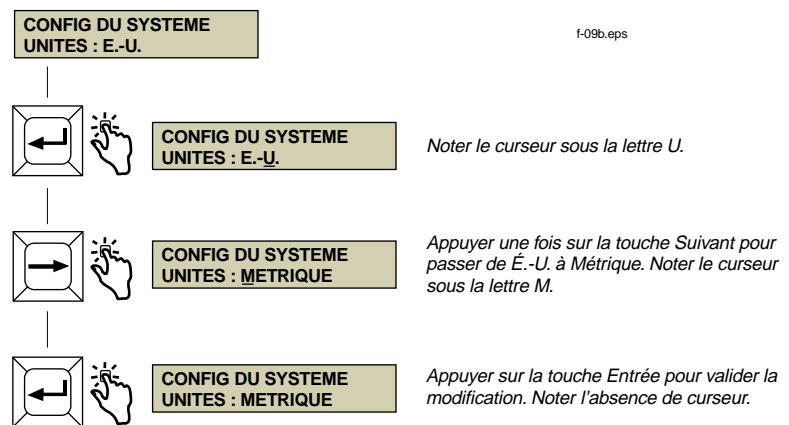 CONFIG DU SYSTEME
UNITES : E.-U.
f-09b.eps
CONFIG DU SYSTEME
UNITES : E.-U.
Noter le curseur sous la lettre U.
CONFIG DU SYSTEME
UNITES : METRIQUE
Appuyer une fois sur la touche Suivant pour
passer de É.-U. à Métrique. Noter le curseur
sous la lettre M.
CONFIG DU SYSTEME
UNITES : METRIQUE
Appuyer sur la touche Entrée pour valider la
modification. Noter l'absence de curseur.